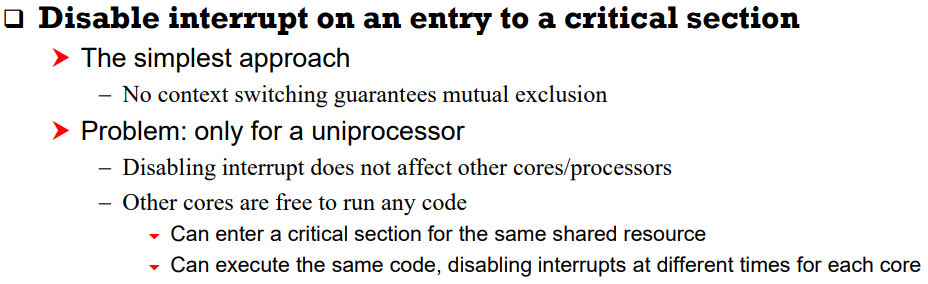 Disable interrupt on an entry to a critical section
The simplest approach
– No context switching guarantees mutual exclusion
Problem: only for a uniprocessor
– Disabling interrupt does not affect other cores/processors
– Other cores are free to run any code
Can enter a critical section for the same shared resource
Can execute the same code, disabling interrupts at different times for each core